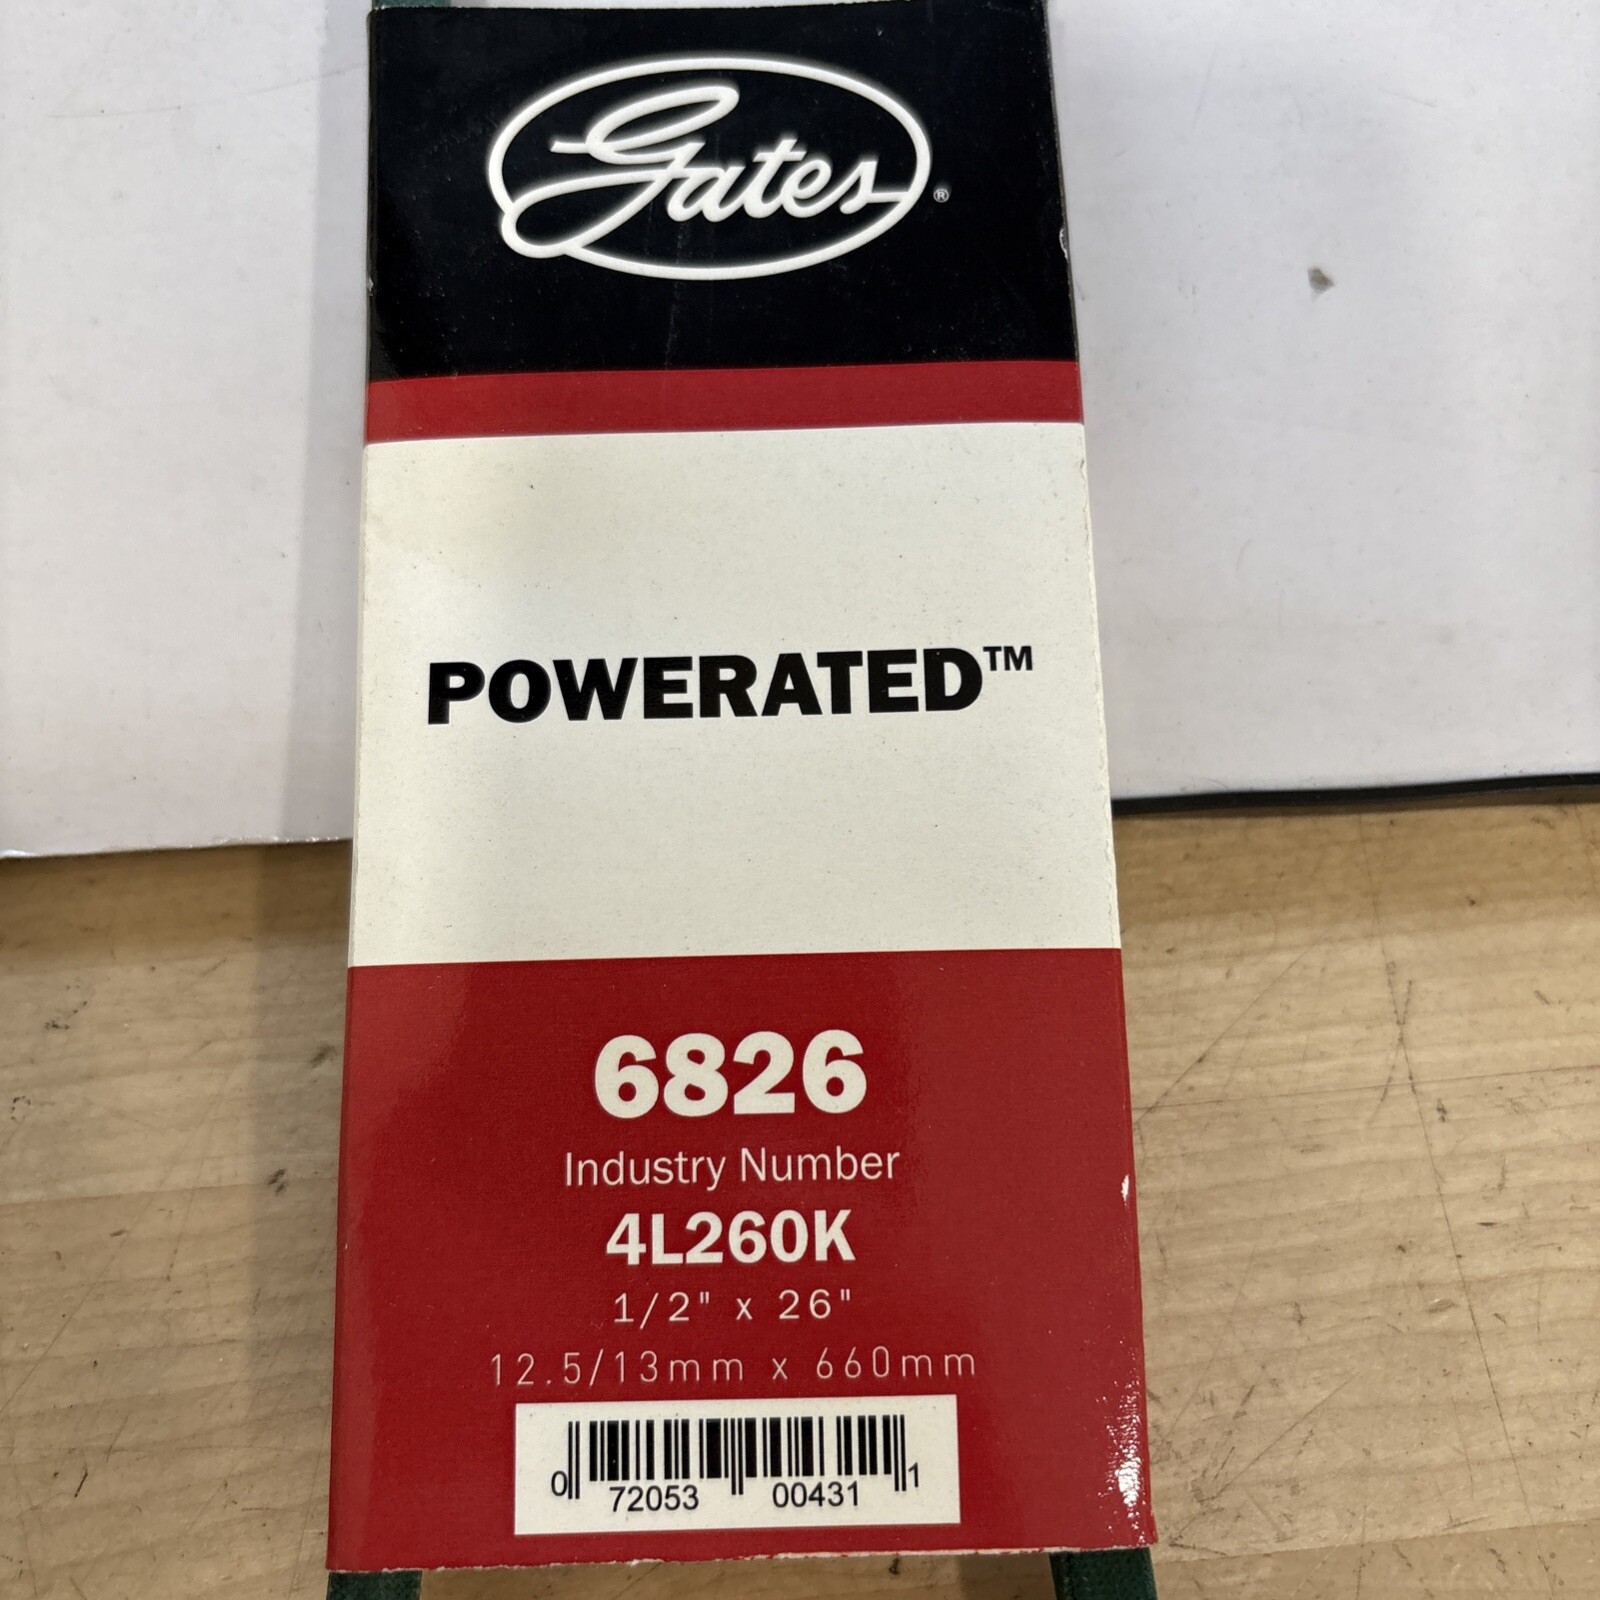 Gates®
POWERATED™
6826
Industry Number
4L260K
1/2" x 26"
12.5/13mm x 660mm
0 72053 00431 1